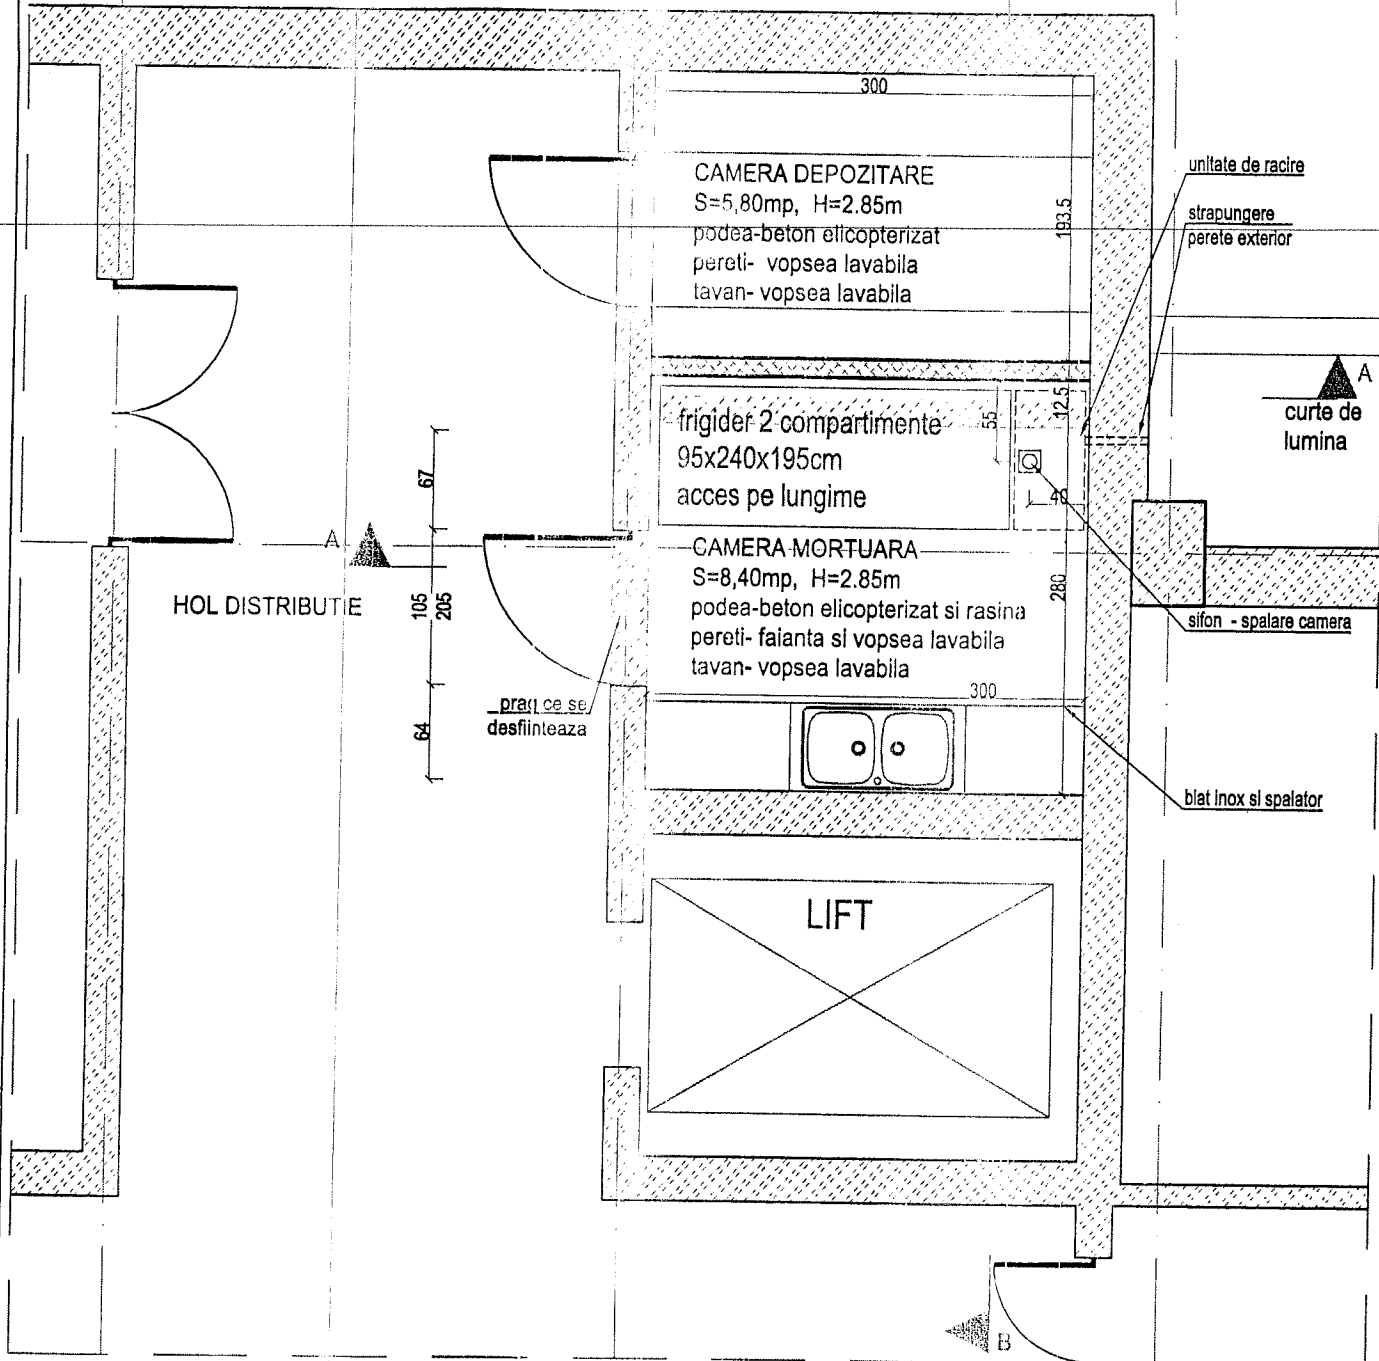 300
CAMERA DEPOZITARE
S=5,80mp, H=2.85m
podea-beton elicopterizat
pereti- vopsea lavabila
tavan- vopsea lavabila
193.5
unitate de racire
strapungere
perete exterior
A
curte de
lumina
frigider 2 compartimente
95x240x195cm
acces pe lungime
55
12.5
40
67
A
CAMERA MORTUARA
S=8,40mp, H=2.85m
podea-beton elicopterizat si rasina
pereti- faianta si vopsea lavabila
tavan- vopsea lavabila
280
HOL DISTRIBUTIE
105
205
sifon - spalare camera
prag ce se
desfiinteaza
64
300
blat inox si spalator
LIFT
B